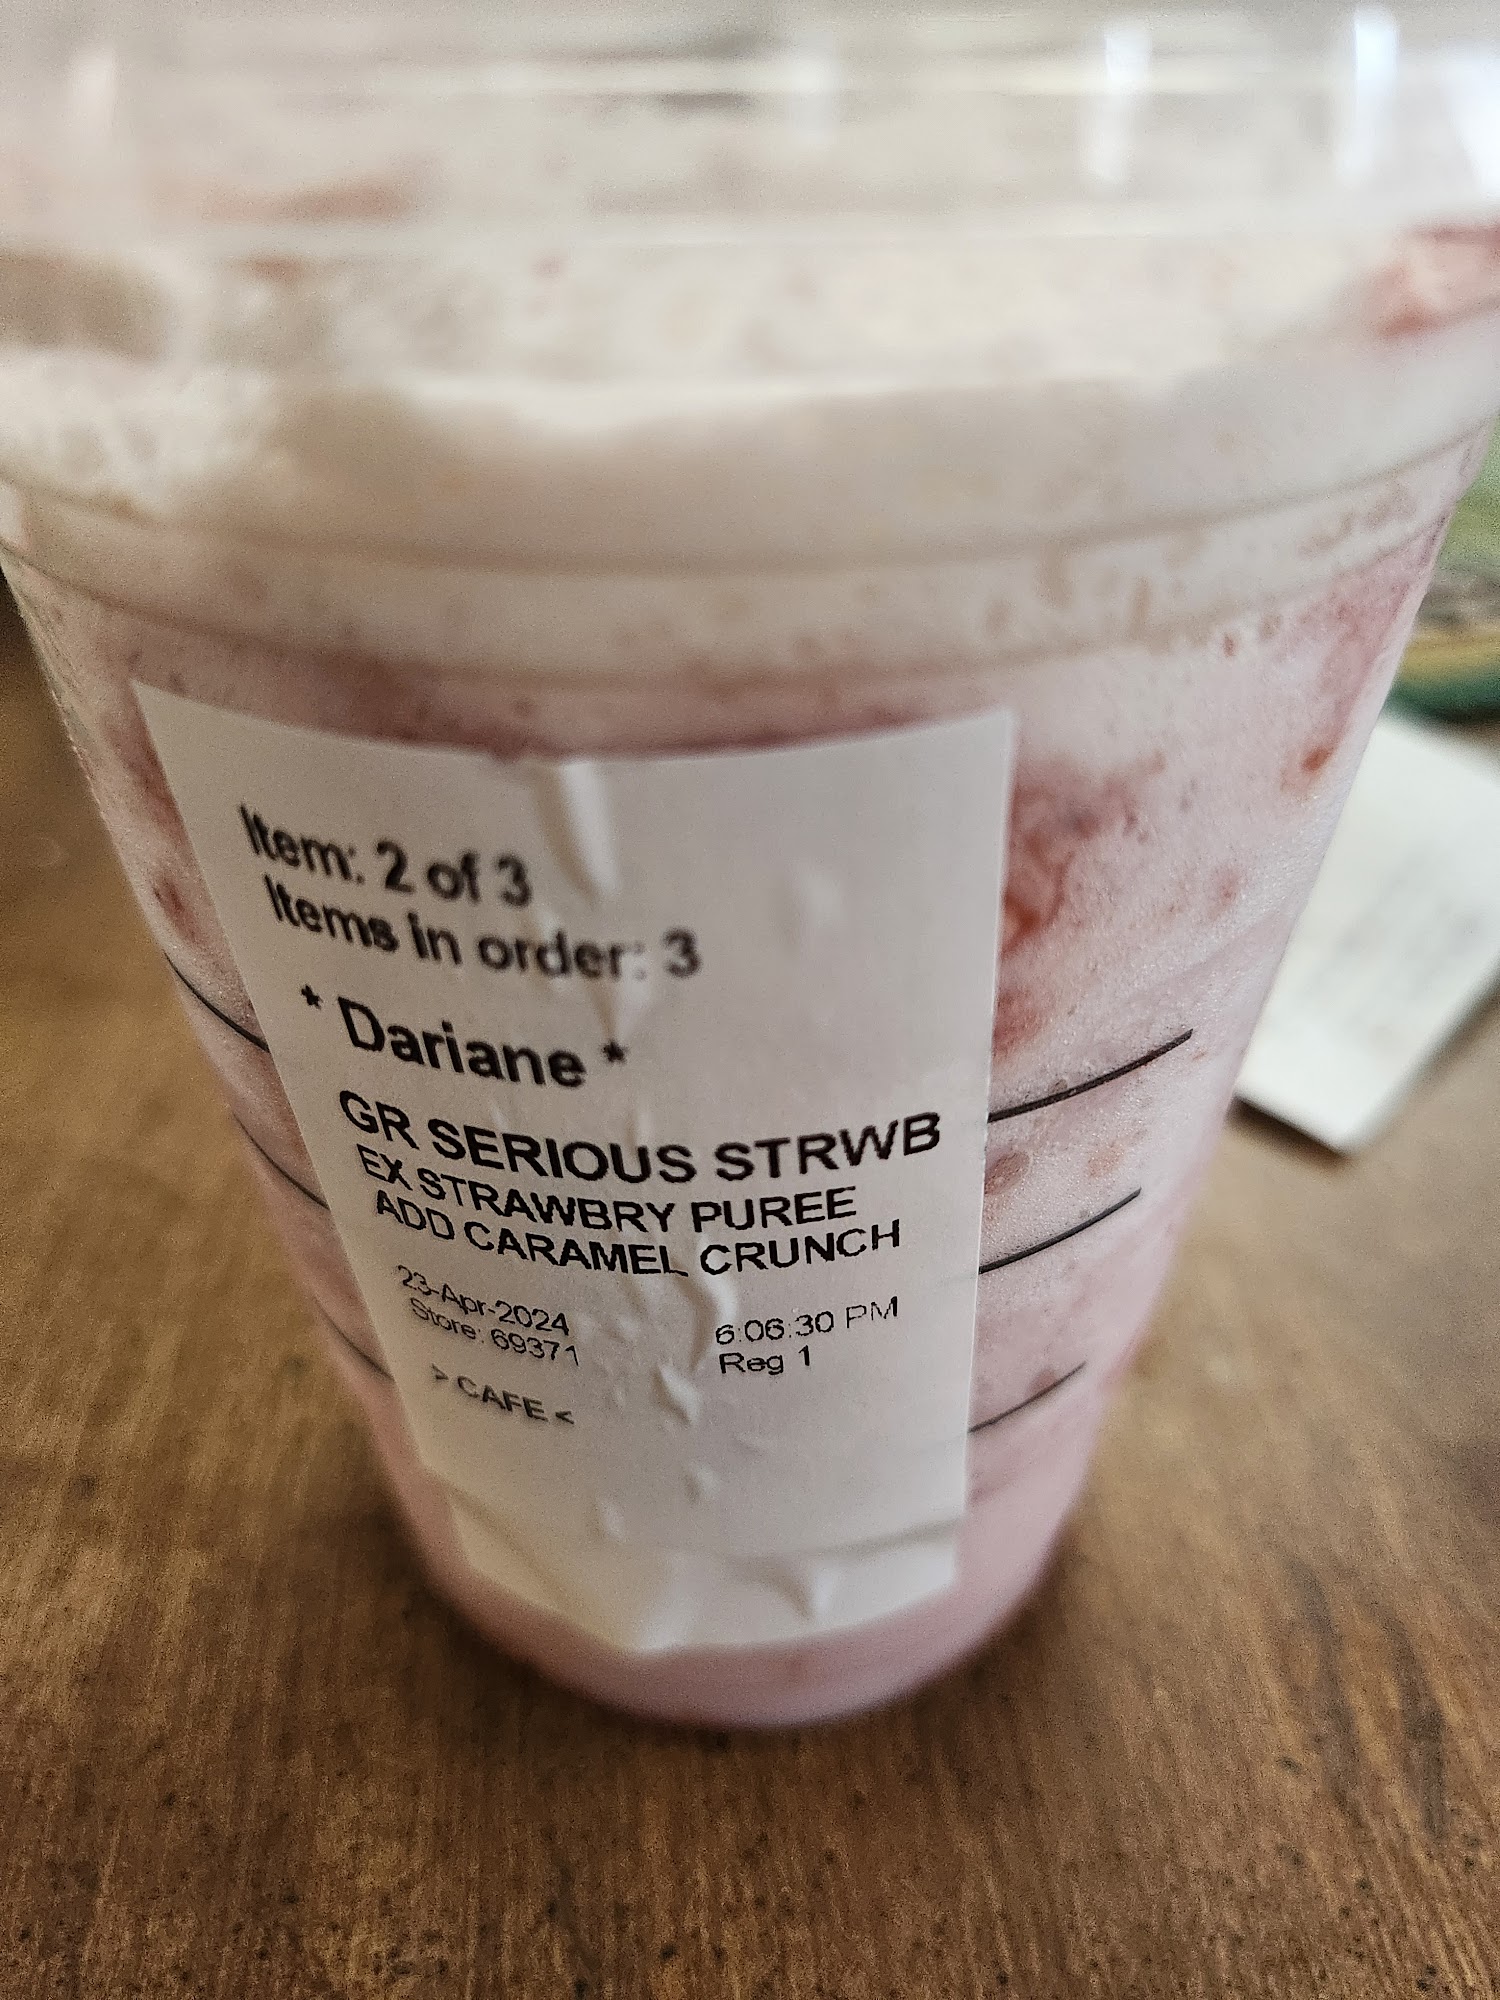 Item: 2 of 3
Items in order: 3
* Dariane *
GR SERIOUS STRWB
EX STRAWBRY PUREE
ADD CARAMEL CRUNCH
23-Apr-2024 6:06:30 PM
Store: 69371 Reg 1
> CAFE <